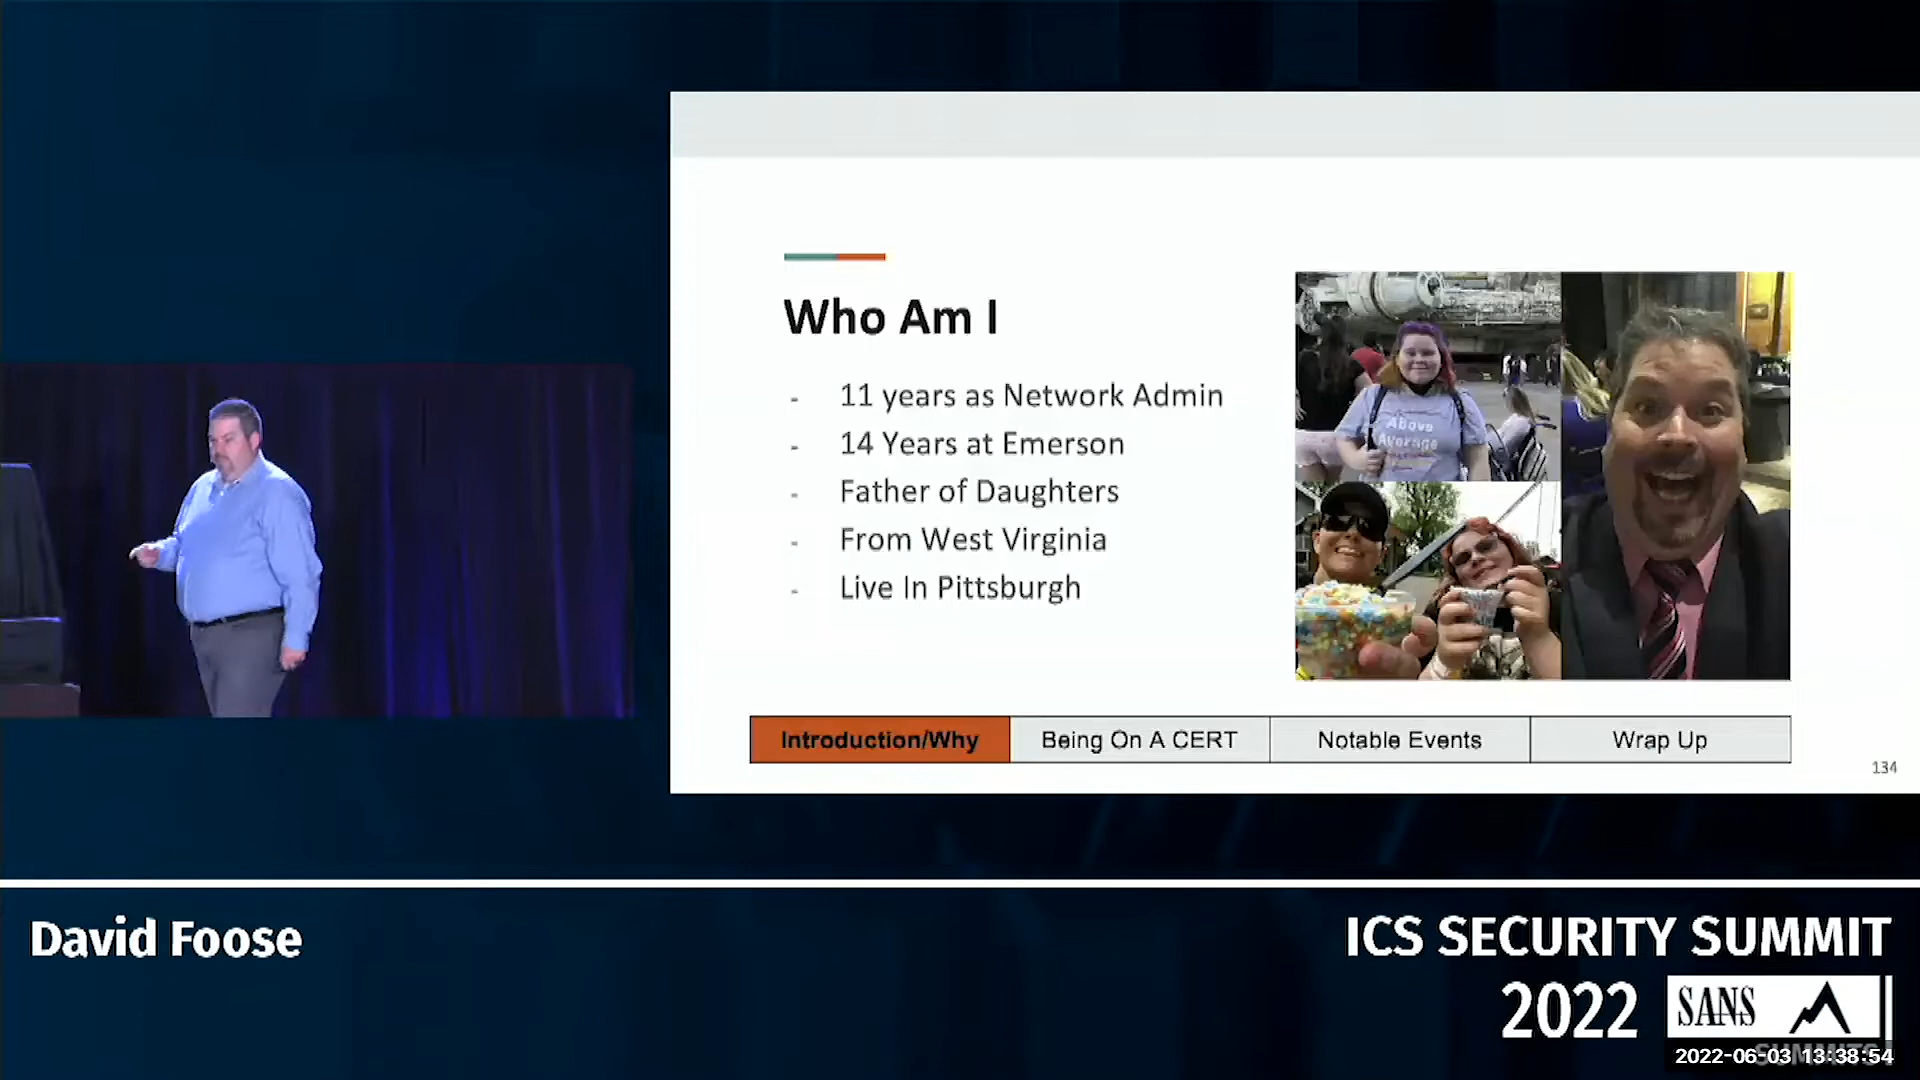 Who Am I
- 11 years as Network Admin
- 14 Years at Emerson
- Father of Daughters
- From West Virginia
- Live In Pittsburgh
Above
Average
Introduction/Why
Being On A CERT
Notable Events
Wrap Up
134
David Foose
ICS SECURITY SUMMIT
2022
SANS
SUMMITS
2022-06-03 13:38:54